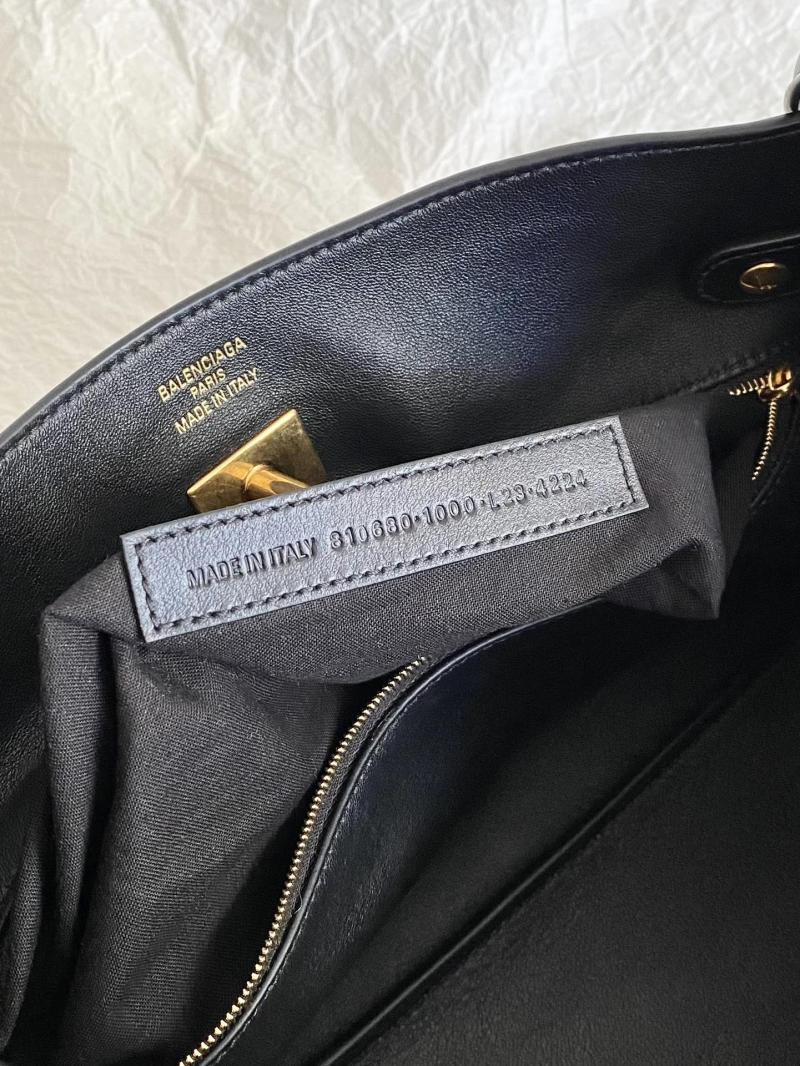 BALENCIAGA
PARIS
MADE IN ITALY
MADE IN ITALY 810680·1000·L23·4224